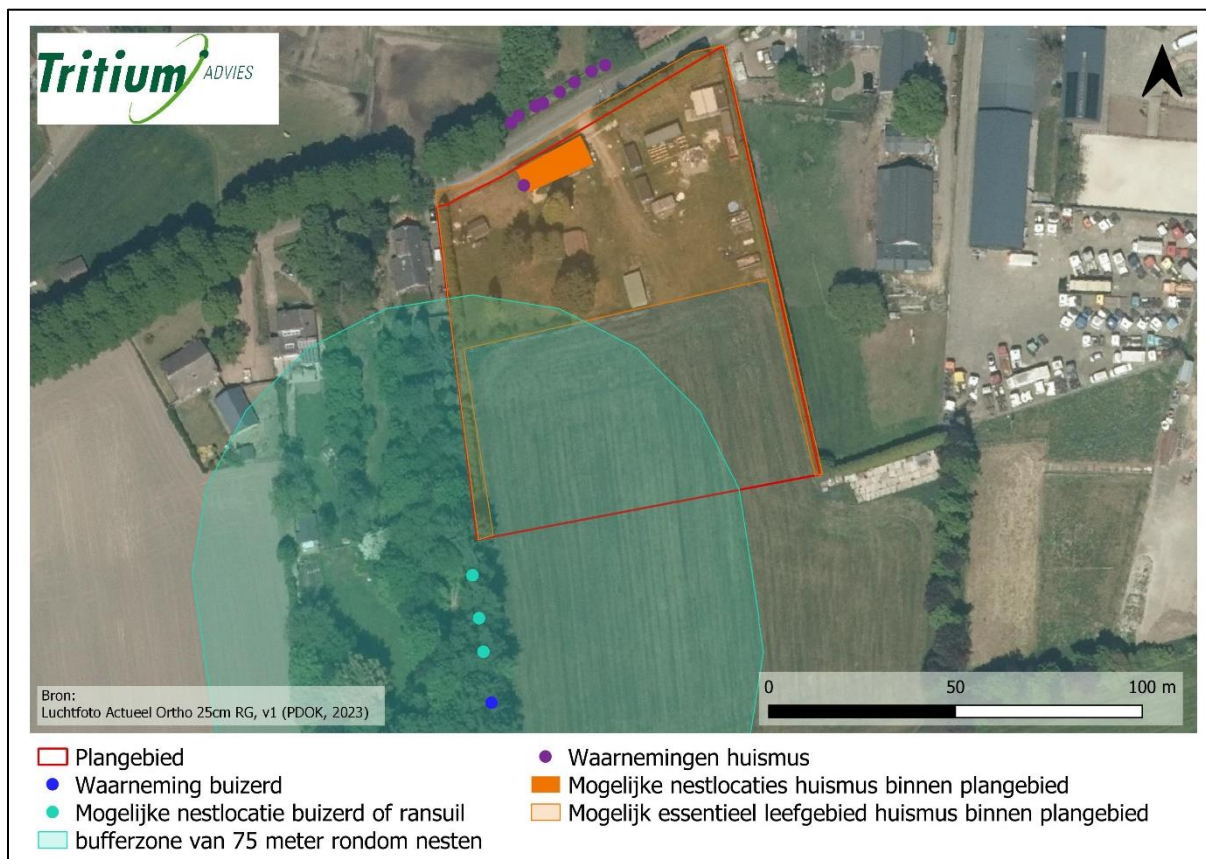 Tritium ADVIES
Bron:
Luchtfoto Actueel Ortho 25cm RG, v1 (PDOK, 2023)
0 50 100 m
Plangebied
Waarneming buizerd
Mogelijke nestlocatie buizerd of ransuil
bufferzone van 75 meter rondom nesten
Waarnemingen huismus
Mogelijke nestlocaties huismus binnen plangebied
Mogelijk essentieel leefgebied huismus binnen plangebied